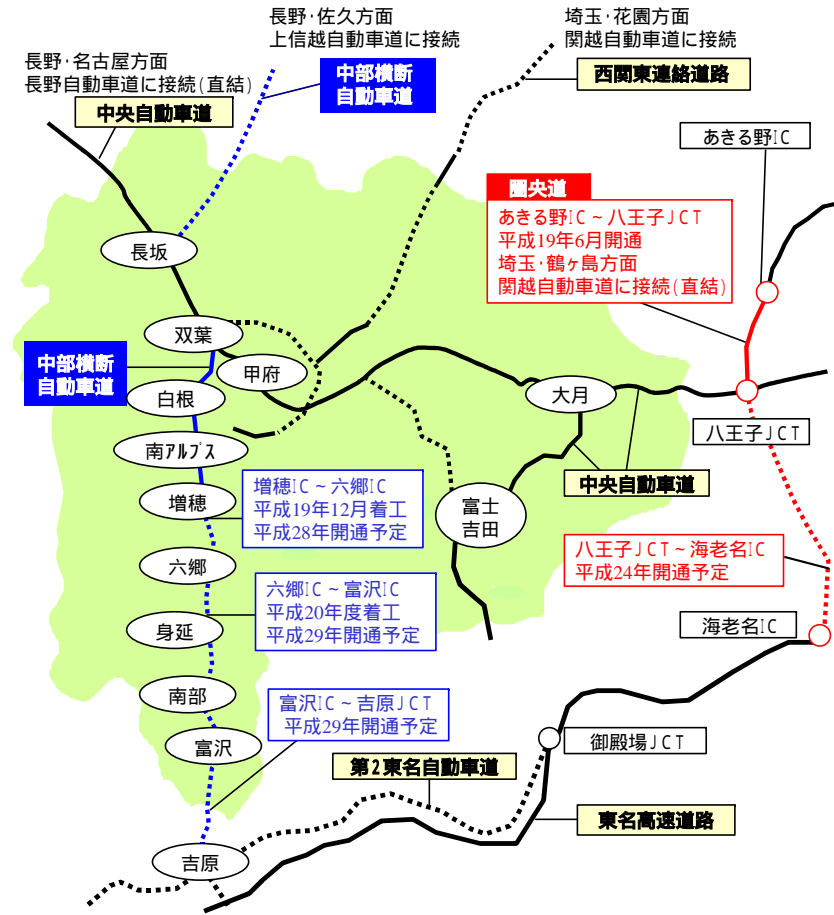 長野・佐久方面
上信越自動車道に接続
埼玉・花園方面
関越自動車道に接続
長野・名古屋方面
長野自動車道に接続(直結)
中央自動車道
中部横断
自動車道
西関東連絡道路
あきる野IC
圏央道
あきる野IC~八王子JCT
平成19年6月開通
埼玉・鶴ヶ島方面
関越自動車道に接続(直結)
長坂
双葉
甲府
中部横断
自動車道
白根
大月
八王子JCT
南アルプス
中央自動車道
増穂
増穂IC~六郷IC
平成19年12月着工
平成28年開通予定
富士
吉田
八王子JCT~海老名IC
平成24年開通予定
六郷
六郷IC~富沢IC
平成20年度着工
平成29年開通予定
身延
海老名IC
南部
富沢IC~吉原JCT
平成29年開通予定
富沢
御殿場JCT
第2東名自動車道
東名高速道路
吉原